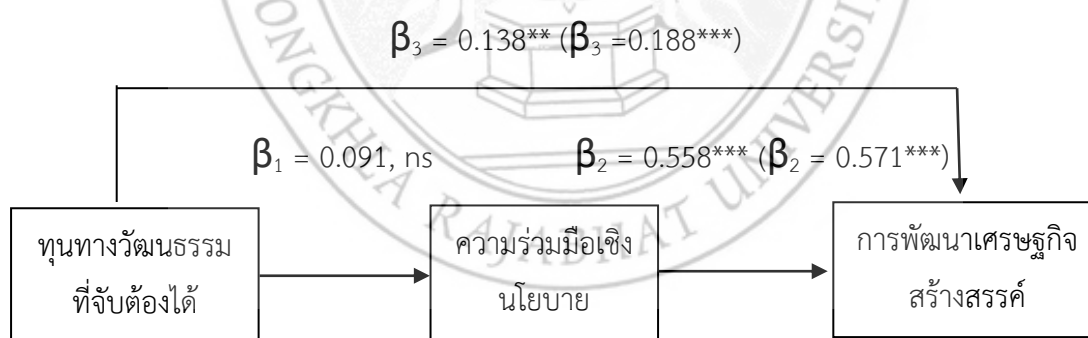 β₃ = 0.138** (β₃ =0.188***)
β₁ = 0.091, ns
β₂ = 0.558*** (β₂ = 0.571***)
ทุนทางวัฒนธรรม
ที่จับต้องได้
ความร่วมมือเชิง
นโยบาย
การพัฒนาเศรษฐกิจ
สร้างสรรค์
RAJABHAT UNIVERSI